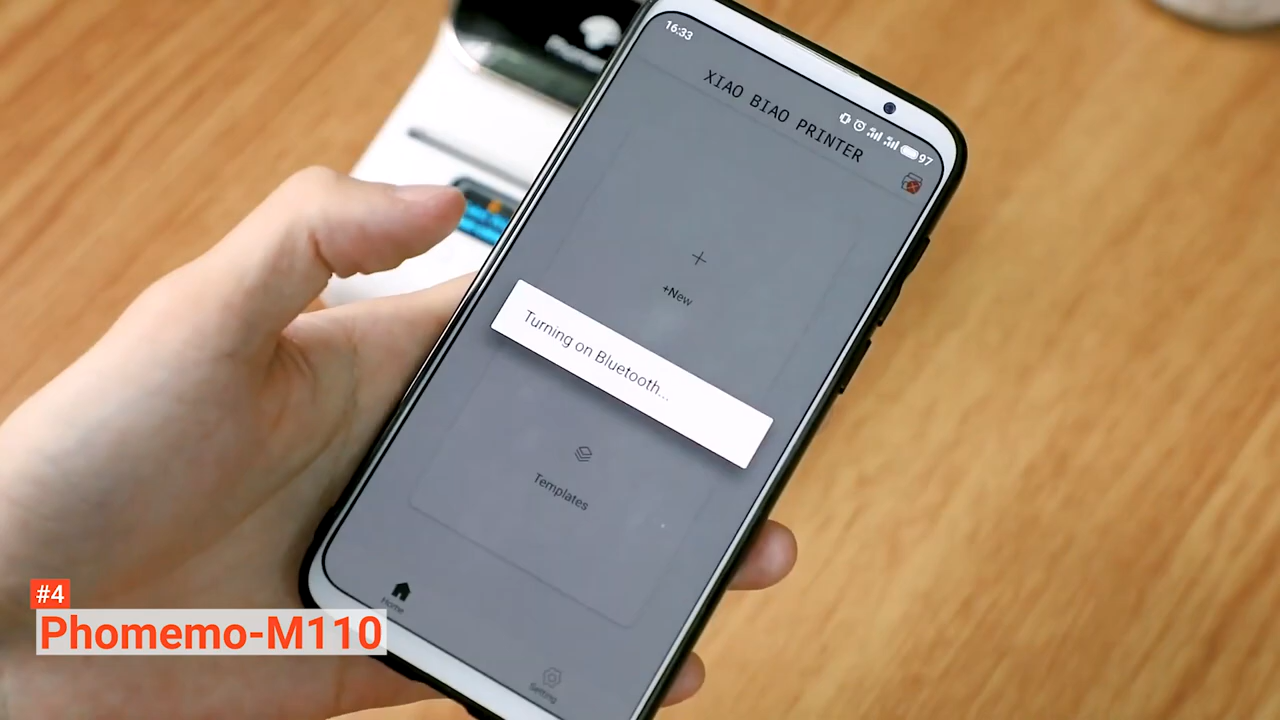 16:33
97
XIAO BIAO PRINTER
+New
Turning on Bluetooth...
Templates
Home
Setting
#4
Phomemo-M110